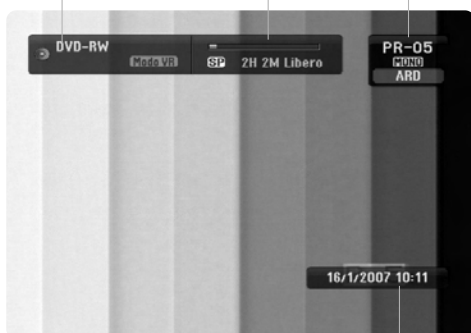 DVD-RW
Modo VR
SP 2H 2M Libero
PR-05
MONO
ARD
16/1/2007 10:11